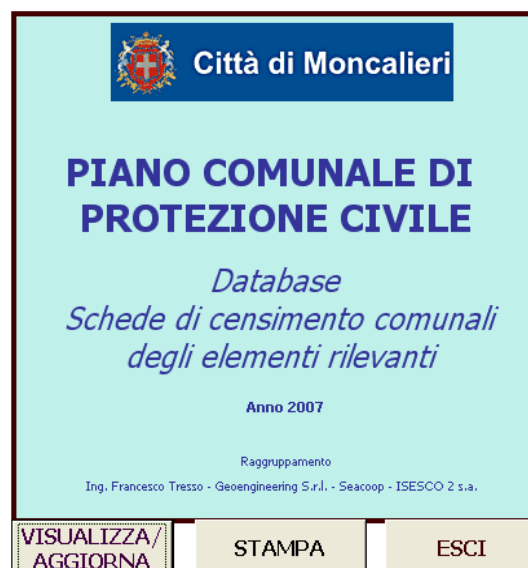 Città di Moncalieri
PIANO COMUNALE DI
PROTEZIONE CIVILE
Database
Schede di censimento comunali
degli elementi rilevanti
Anno 2007
Raggruppamento
Ing. Francesco Tresso - Geoengineering S.r.l. - Seacoop - ISESCO 2 s.a.
VISUALIZZA/
AGGIORNA
STAMPA
ESCI